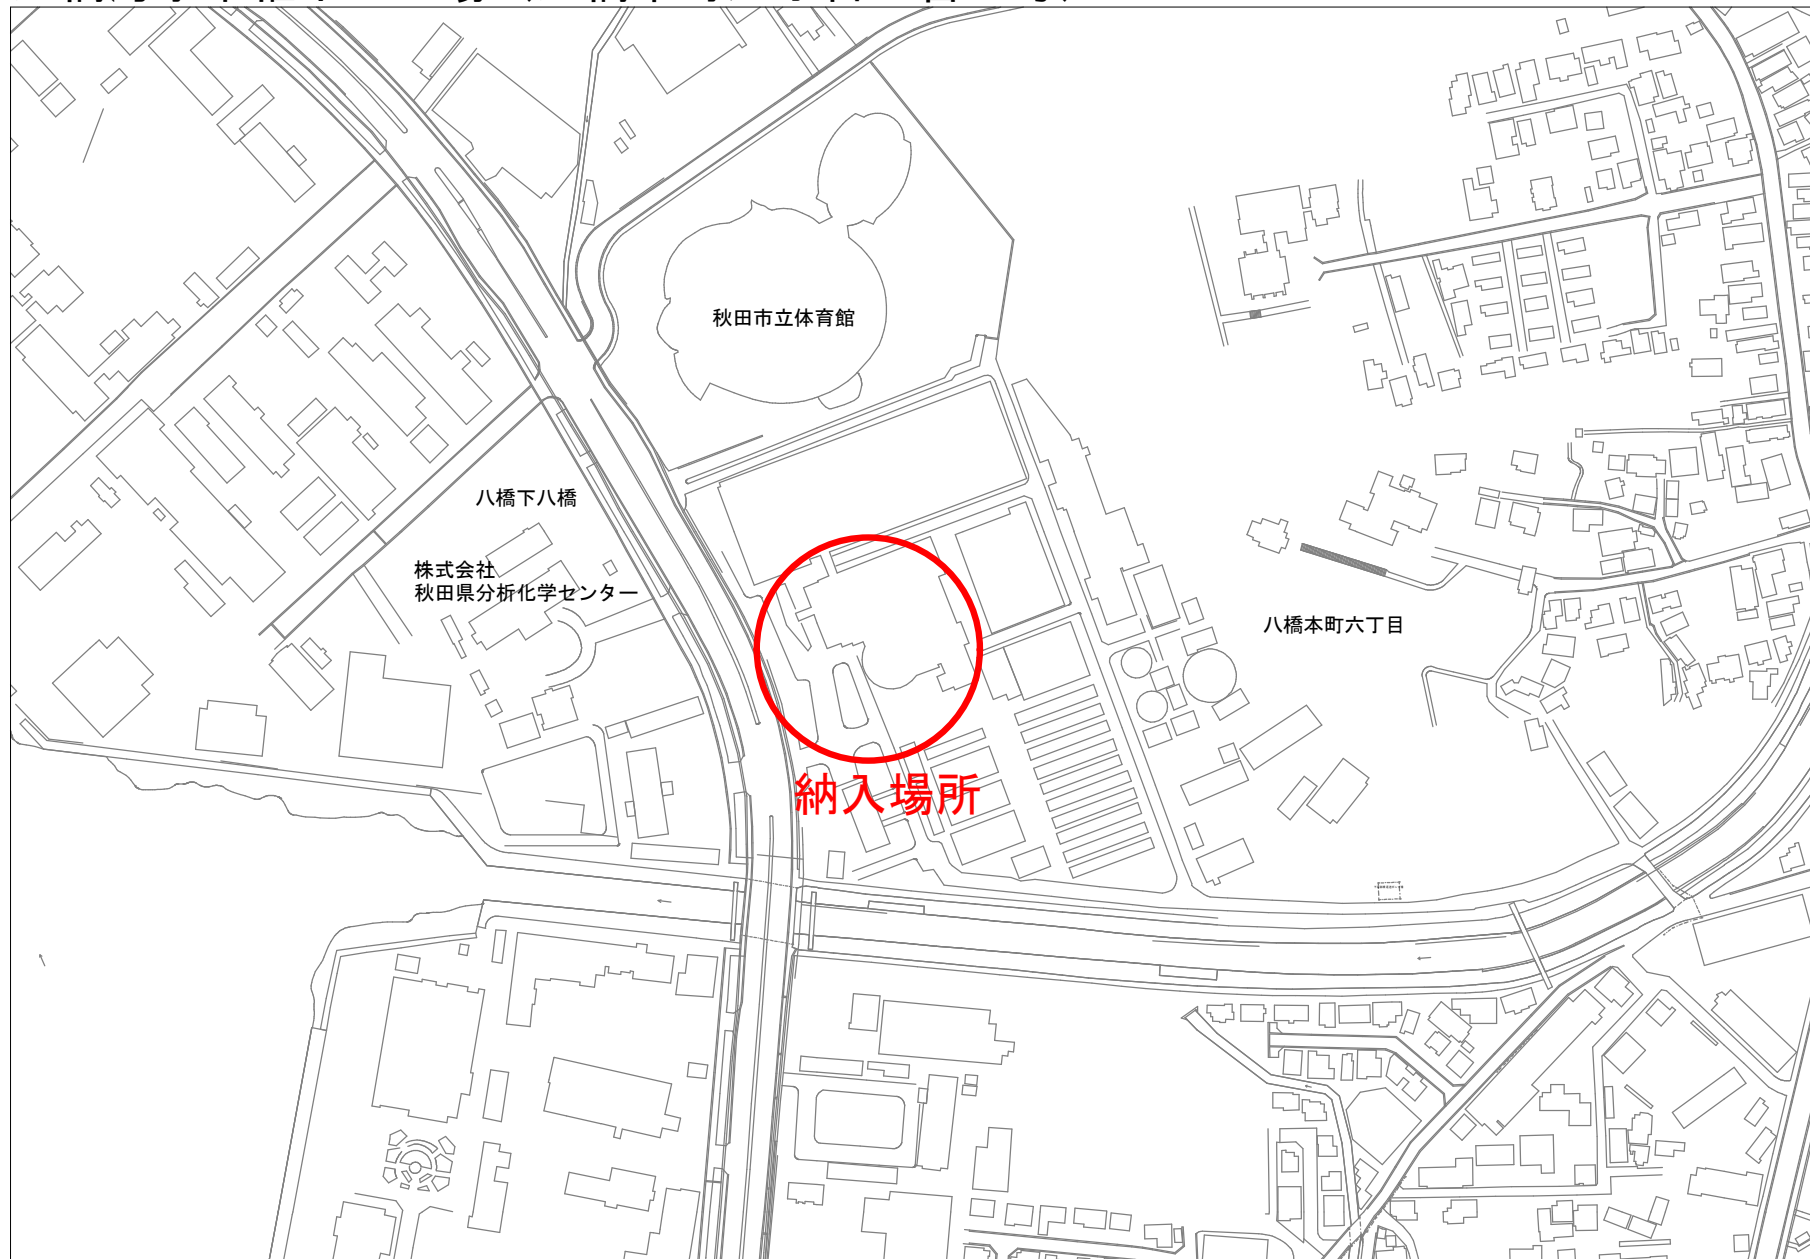 秋田市立体育館
八橋下八橋
株式会社
秋田県分析化学センター
八橋本町六丁目
納入場所